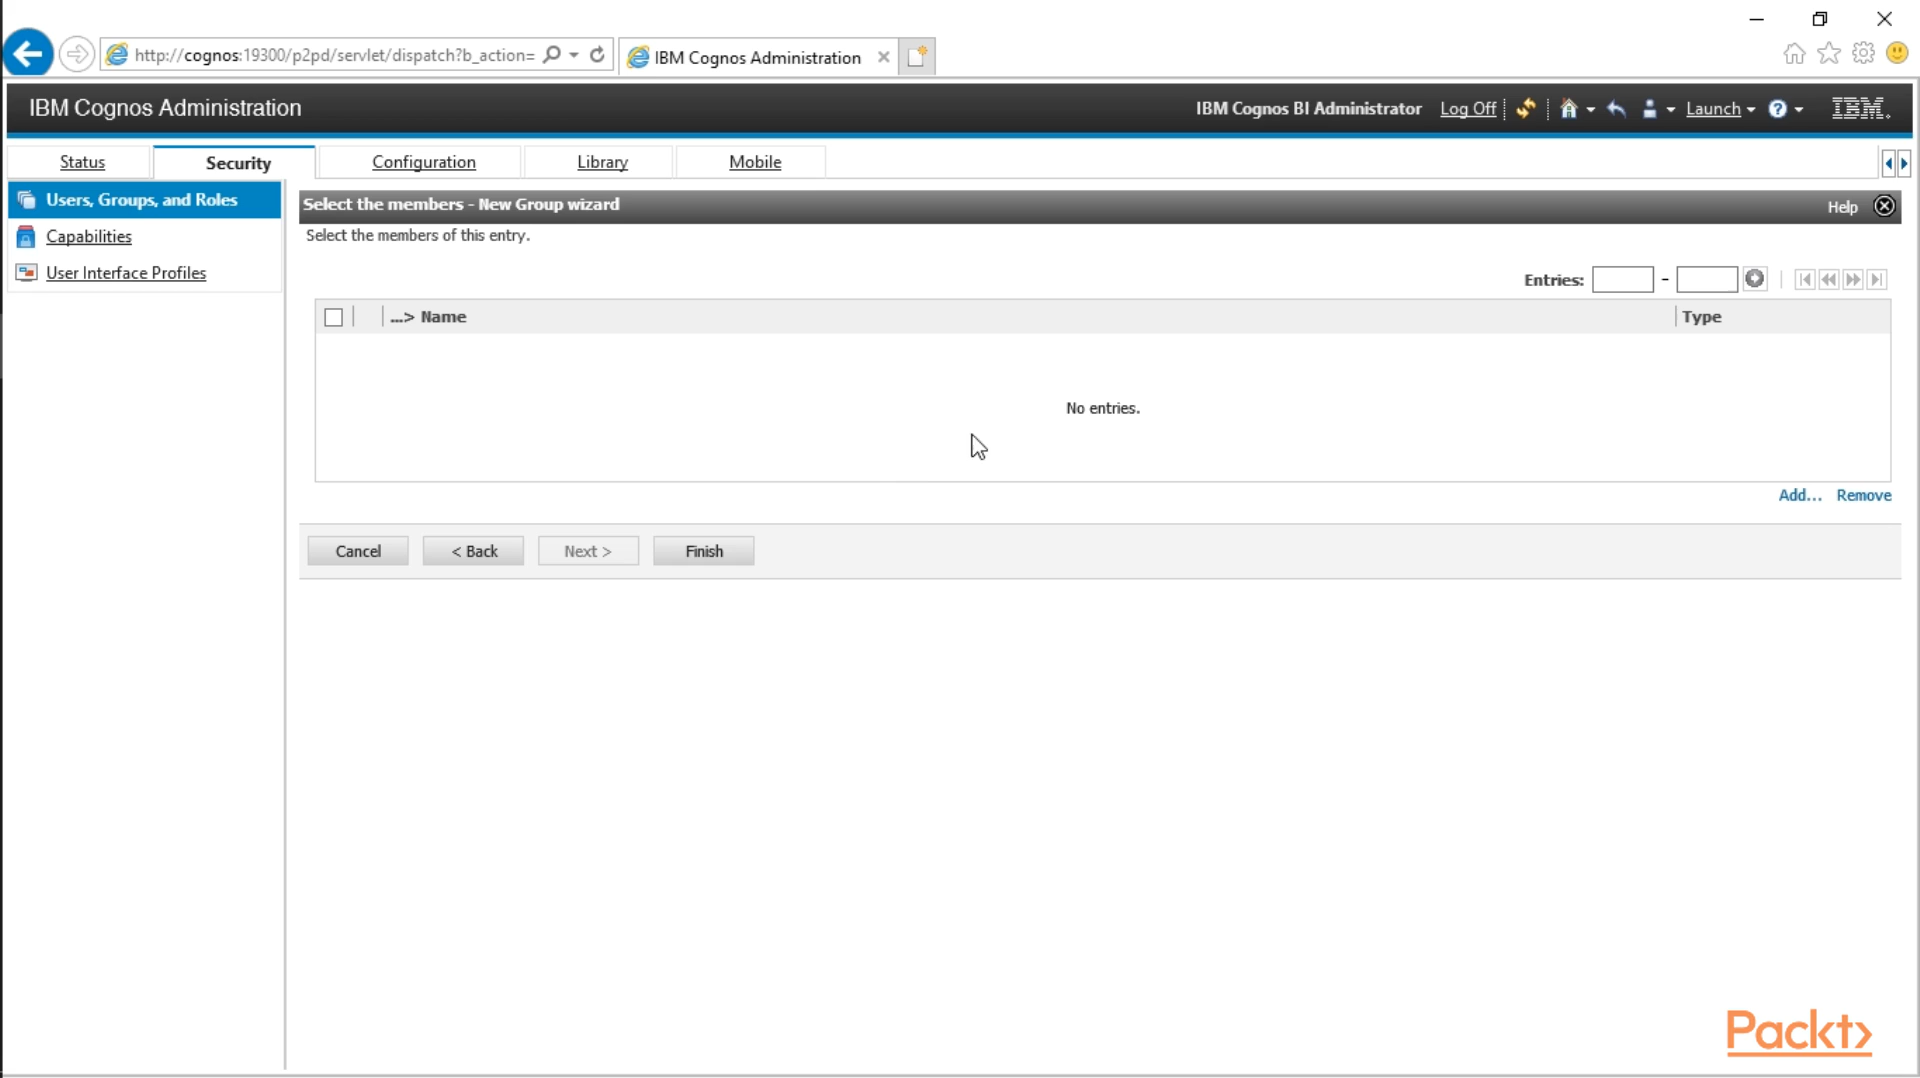 http://cognos:19300/p2pd/servlet/dispatch?b_action=
IBM Cognos Administration
IBM Cognos Administration
IBM Cognos BI Administrator
Log Off
Launch
IBM.
Status
Security
Configuration
Library
Mobile
Users, Groups, and Roles
Capabilities
User Interface Profiles
Select the members - New Group wizard
Help
Select the members of this entry.
Entries:
-
...> Name
Type
No entries.
Add...
Remove
Cancel
< Back
Next >
Finish
Packt>